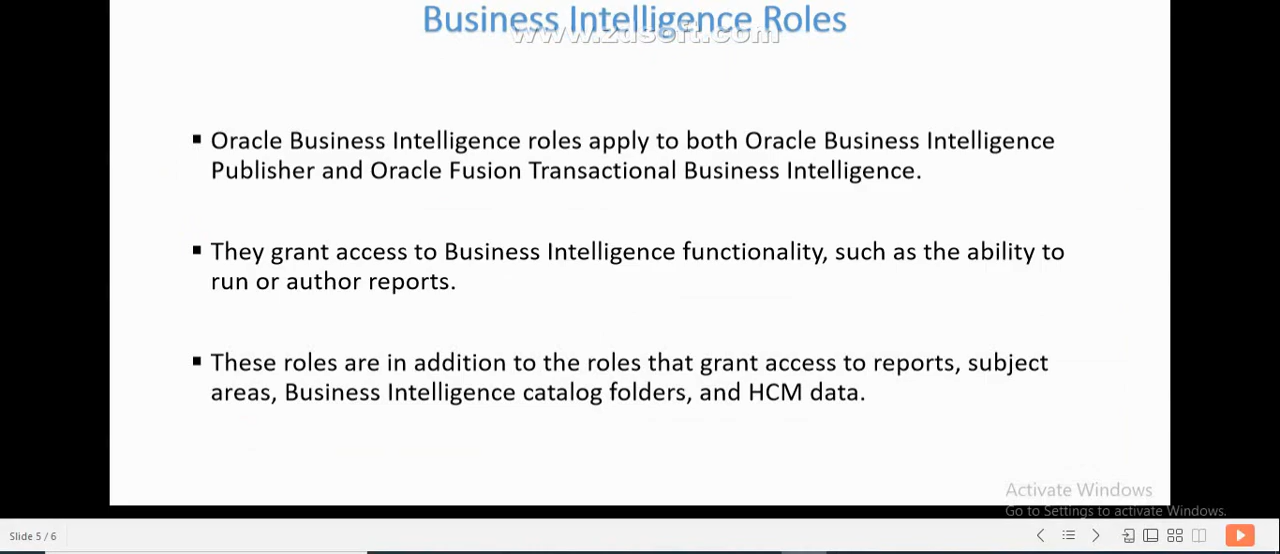 Business Intelligence Roles
www.zdsoft.com
▪ Oracle Business Intelligence roles apply to both Oracle Business Intelligence
Publisher and Oracle Fusion Transactional Business Intelligence.
▪ They grant access to Business Intelligence functionality, such as the ability to
run or author reports.
▪ These roles are in addition to the roles that grant access to reports, subject
areas, Business Intelligence catalog folders, and HCM data.
Activate Windows
Go to Settings to activate Windows.
Slide 5 / 6